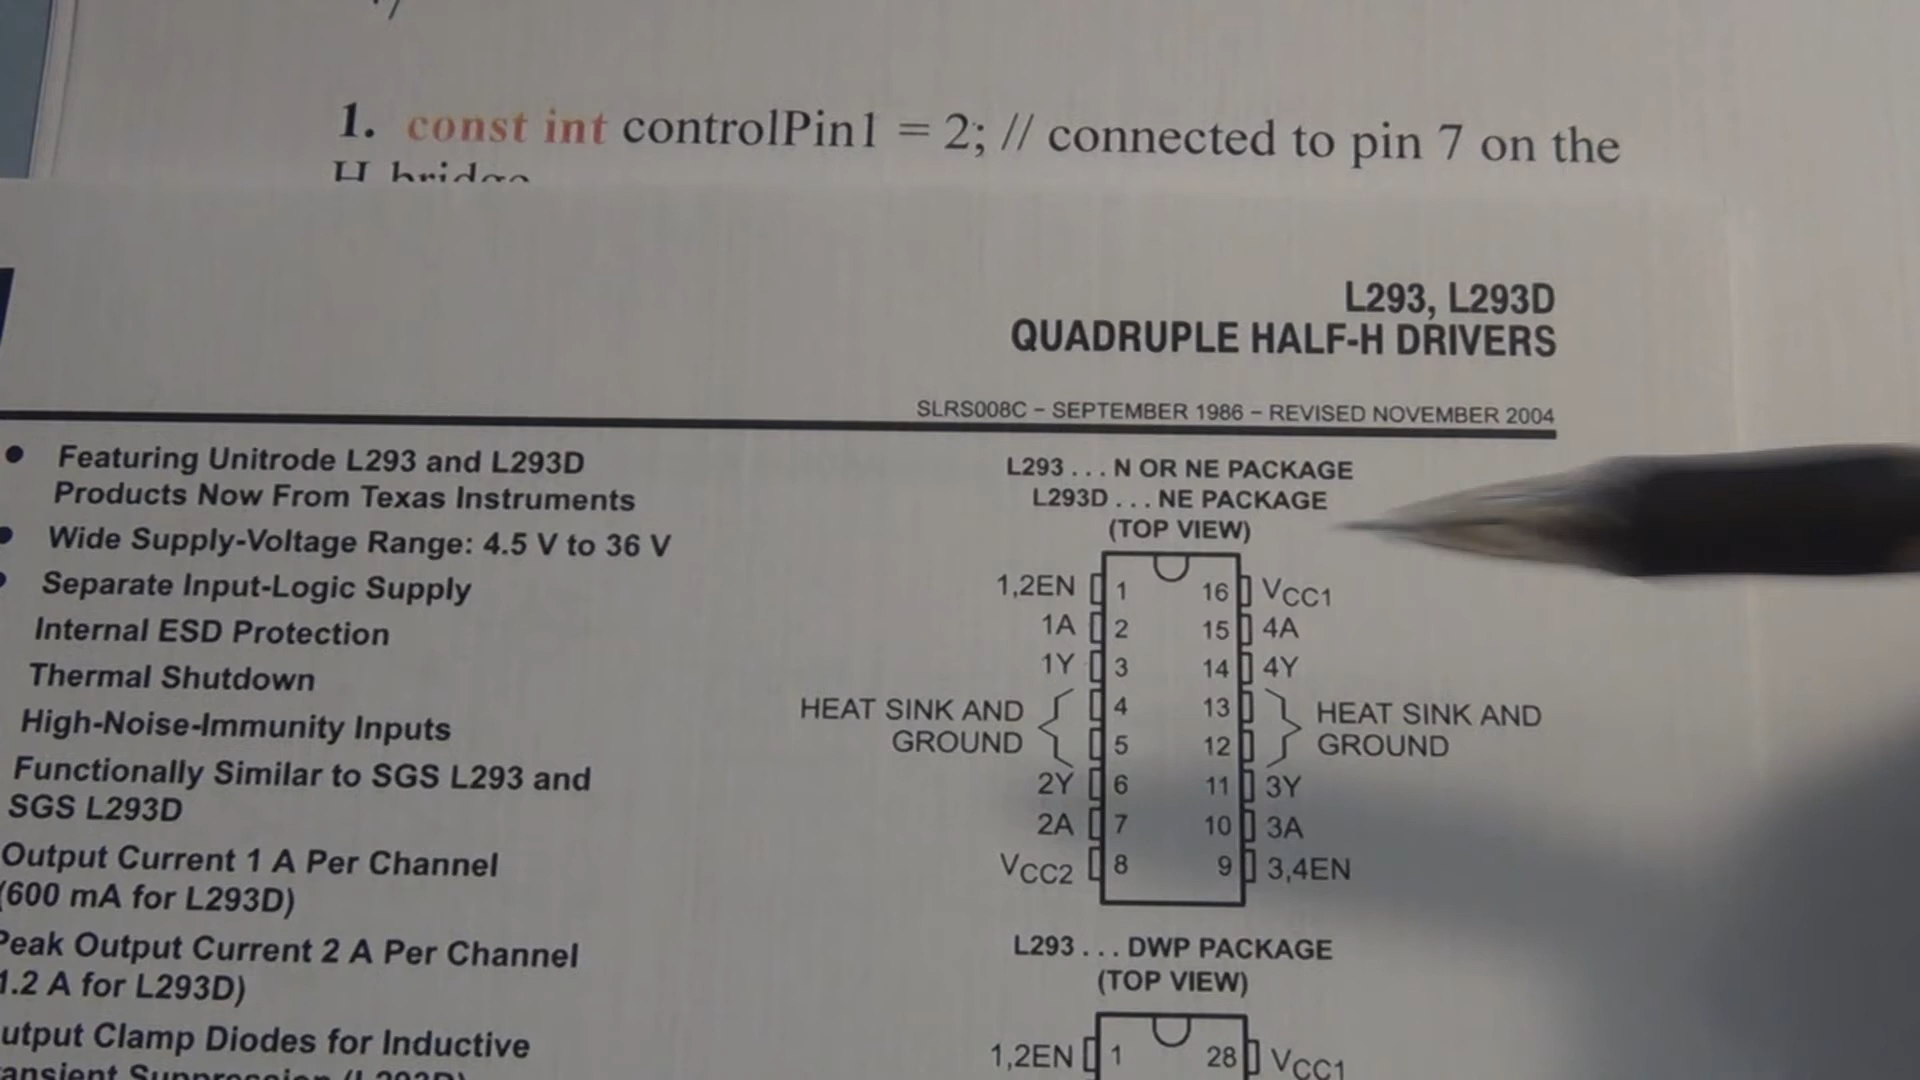 1. const int controlPin1 = 2; // connected to pin 7 on the
H bridge
L293, L293D
QUADRUPLE HALF-H DRIVERS
SLRS008C – SEPTEMBER 1986 – REVISED NOVEMBER 2004
Featuring Unitrode L293 and L293D
Products Now From Texas Instruments
Wide Supply-Voltage Range: 4.5 V to 36 V
Separate Input-Logic Supply
Internal ESD Protection
Thermal Shutdown
High-Noise-Immunity Inputs
Functionally Similar to SGS L293 and
SGS L293D
Output Current 1 A Per Channel
(600 mA for L293D)
Peak Output Current 2 A Per Channel
1.2 A for L293D)
utput Clamp Diodes for Inductive
ansient Suppression (L293D)
L293 . . . N OR NE PACKAGE
L293D . . . NE PACKAGE
(TOP VIEW)
1,2EN 1 16 VCC1
1A 2 15 4A
1Y 3 14 4Y
HEAT SINK AND 4 13 HEAT SINK AND
GROUND 5 12 GROUND
2Y 6 11 3Y
2A 7 10 3A
VCC2 8 9 3,4EN
L293 . . . DWP PACKAGE
(TOP VIEW)
1,2EN 1 28 VCC1